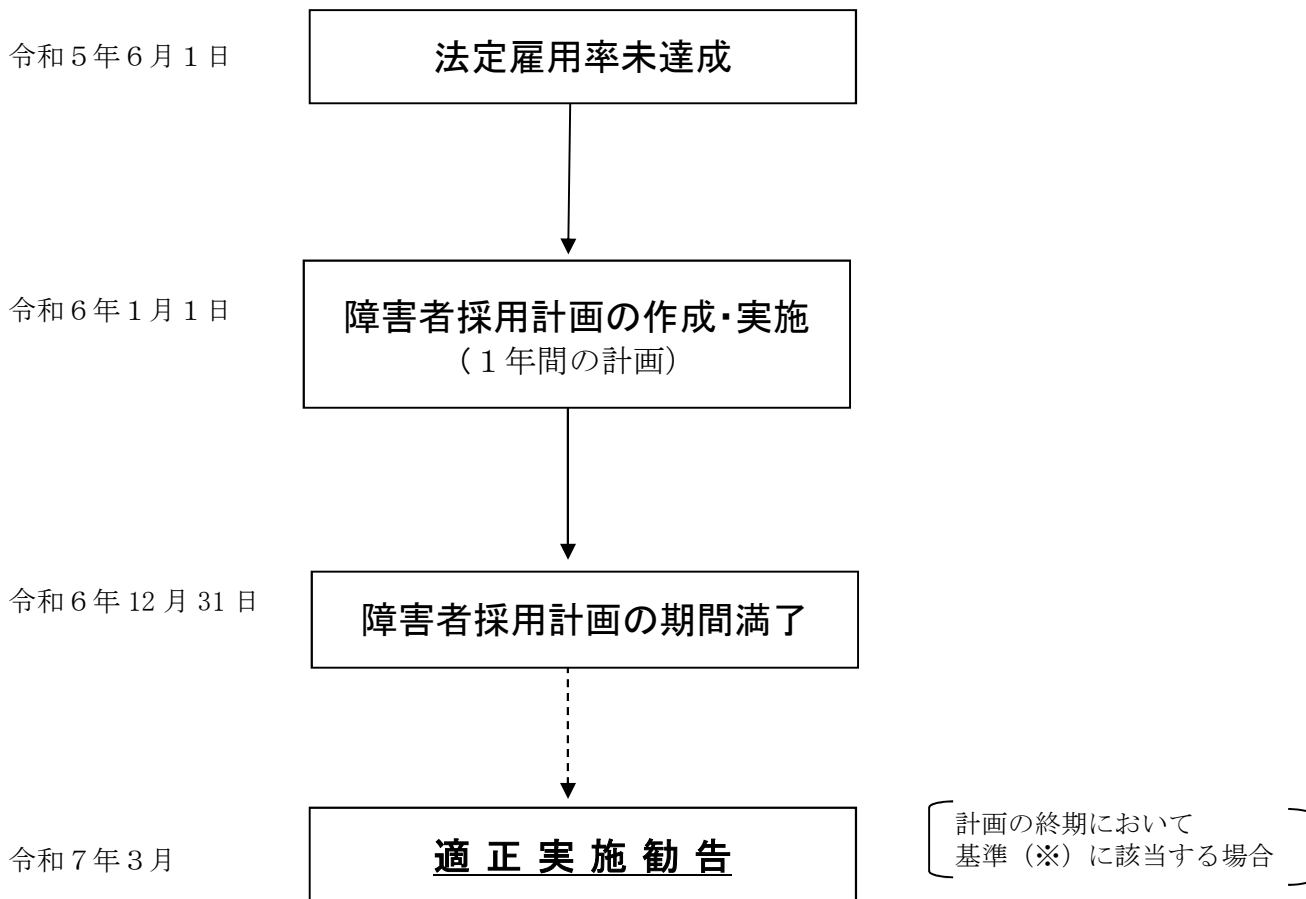 令和５年６月１日
法定雇用率未達成
令和６年１月１日
障害者採用計画の作成・実施
（１年間の計画）
令和６年 12 月 31 日
障害者採用計画の期間満了
令和７年３月
適 正 実 施 勧 告
計画の終期において
基準（※）に該当する場合